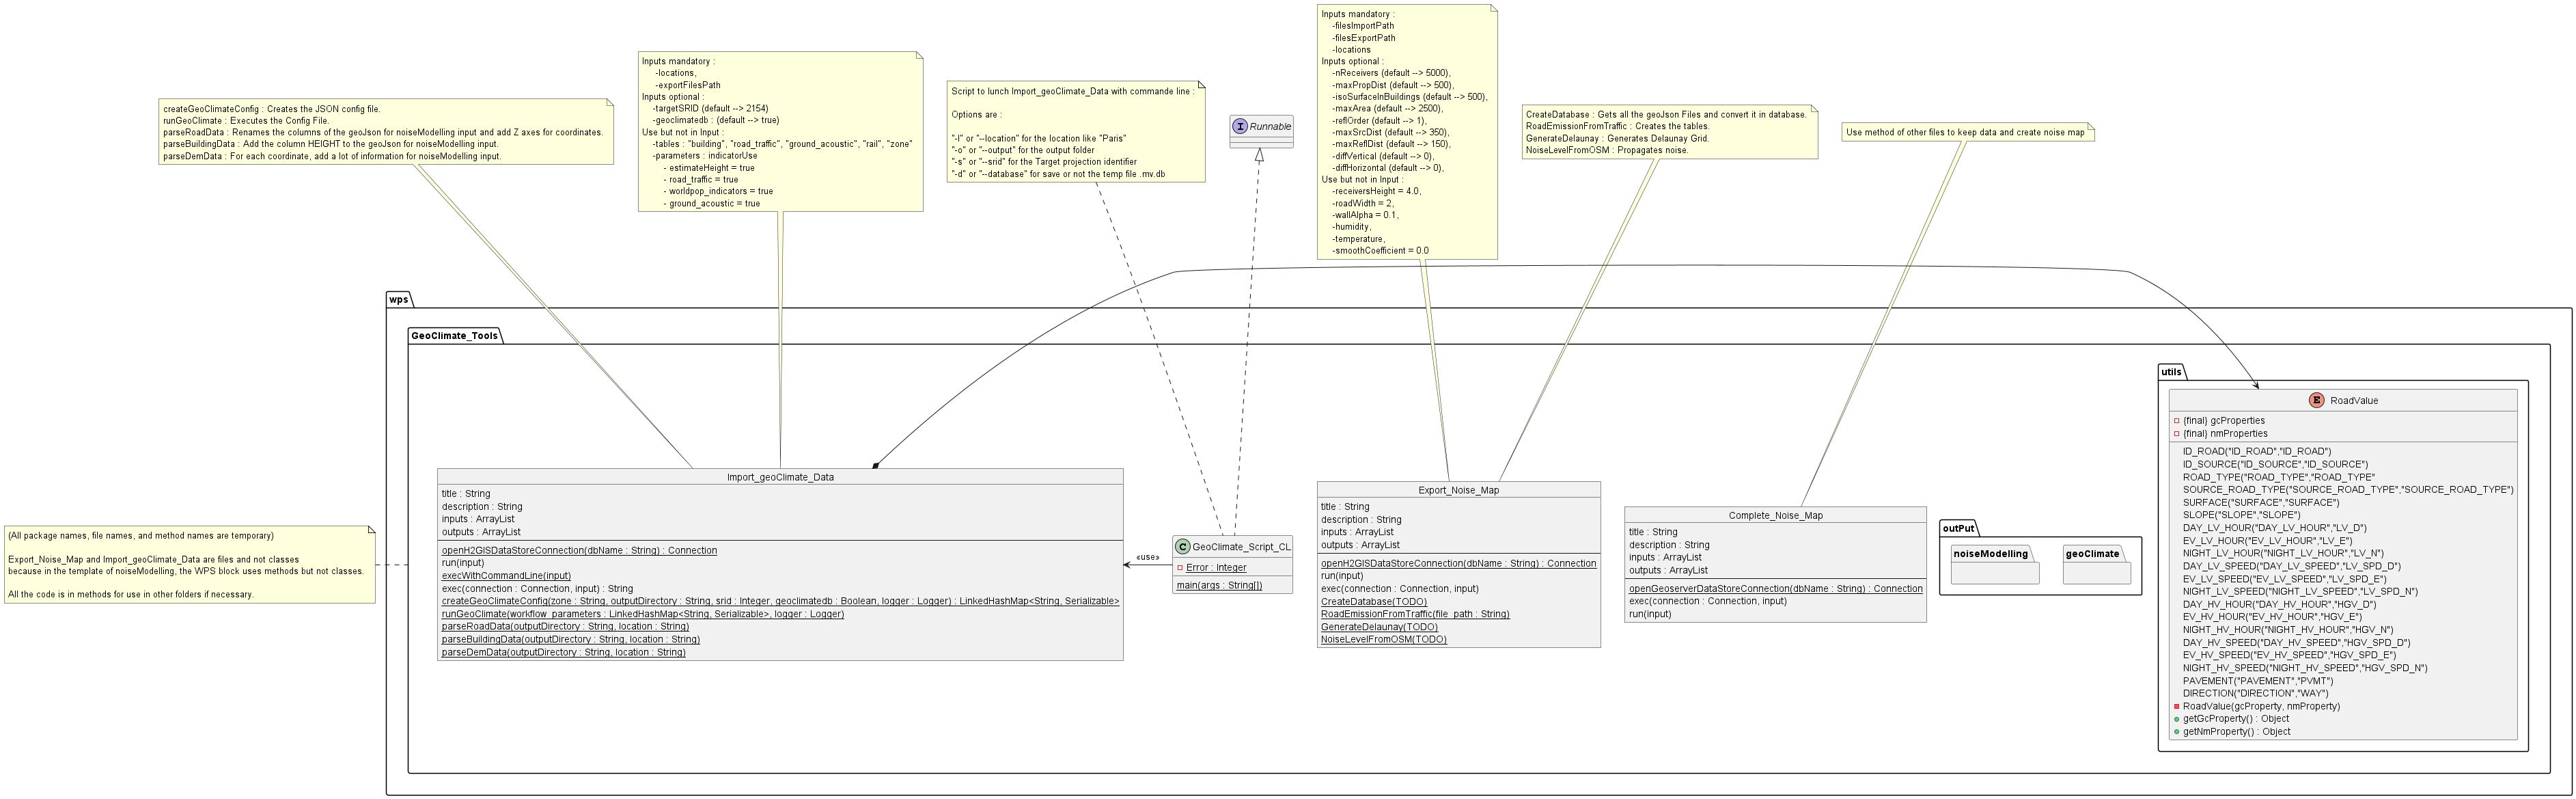 createGeoClimateConfig : Creates the JSON config file.
runGeoClimate : Executes the Config File.
parseRoadData : Renames the columns of the geoJson for noiseModelling input and add Z axes for coordinates.
parseBuildingData : Add the column HEIGHT to the geoJson for noiseModelling input.
parseDemData : For each coordinate, add a lot of information for noiseModelling input.
Inputs mandatory :
-locations,
-exportFilesPath
Inputs optional :
-targetSRID (default --> 2154)
-geoclimatedb : (default --> true)
Use but not in Input :
-tables : "building", "road_traffic", "ground_acoustic", "rail", "zone"
-parameters : indicatorUse
- estimateHeight = true
- road_traffic = true
- worldpop_indicators = true
- ground_acoustic = true
Script to lunch Import_geoClimate_Data with commande line :
Options are :
"-l" or "--location" for the location like "Paris"
"-o" or "--output" for the output folder
"-s" or "--srid" for the Target projection identifier
"-d" or "--database" for save or not the temp file .mv.db
I Runnable
Inputs mandatory :
-filesImportPath
-filesExportPath
-locations
Inputs optional :
-nReceivers (default --> 5000),
-maxPropDist (default --> 500),
-isoSurfaceInBuildings (default --> 500),
-maxArea (default --> 2500),
-reflOrder (default --> 1),
-maxSrcDist (default --> 350),
-maxReflDist (default --> 150),
-diffVertical (default --> 0),
-diffHorizontal (default --> 0),
Use but not in Input :
-receiversHeight = 4.0,
-roadWidth = 2,
-wallAlpha = 0.1,
-humidity,
-temperature,
-smoothCoefficient = 0.0
CreateDatabase : Gets all the geoJson Files and convert it in database.
RoadEmissionFromTraffic : Creates the tables.
GenerateDelaunay : Generates Delaunay Grid.
NoiseLevelFromOSM : Propagates noise.
Use method of other files to keep data and create noise map
wps
GeoClimate_Tools
(All package names, file names, and method names are temporary)
Export_Noise_Map and Import_geoClimate_Data are files and not classes
because in the template of noiseModelling, the WPS block uses methods but not classes.
All the code is in methods for use in other folders if necessary.
Import_geoClimate_Data
title : String
description : String
inputs : ArrayList
outputs : ArrayList
openH2GISDataStoreConnection(dbName : String) : Connection
run(input)
execWithCommandLine(input)
exec(connection : Connection, input) : String
createGeoClimateConfig(zone : String, outputDirectory : String, srid : Integer, geoclimatedb : Boolean, logger : Logger) : LinkedHashMap<String, Serializable>
runGeoClimate(workflow_parameters : LinkedHashMap<String, Serializable>, logger : Logger)
parseRoadData(outputDirectory : String, location : String)
parseBuildingData(outputDirectory : String, location : String)
parseDemData(outputDirectory : String, location : String)
«use»
C GeoClimate_Script_CL
Error : Integer
main(args : String[])
Export_Noise_Map
title : String
description : String
inputs : ArrayList
outputs : ArrayList
openH2GISDataStoreConnection(dbName : String) : Connection
run(input)
exec(connection : Connection, input)
CreateDatabase(TODO)
RoadEmissionFromTraffic(file_path : String)
GenerateDelaunay(TODO)
NoiseLevelFromOSM(TODO)
Complete_Noise_Map
title : String
description : String
inputs : ArrayList
outputs : ArrayList
openGeoserverDataStoreConnection(dbName : String) : Connection
exec(connection : Connection, input)
run(input)
outPut
noiseModelling
geoClimate
utils
E RoadValue
{final} gcProperties
{final} nmProperties
ID_ROAD("ID_ROAD","ID_ROAD")
ID_SOURCE("ID_SOURCE","ID_SOURCE")
ROAD_TYPE("ROAD_TYPE","ROAD_TYPE"
SOURCE_ROAD_TYPE("SOURCE_ROAD_TYPE","SOURCE_ROAD_TYPE")
SURFACE("SURFACE","SURFACE")
SLOPE("SLOPE","SLOPE")
DAY_LV_HOUR("DAY_LV_HOUR","LV_D")
EV_LV_HOUR("EV_LV_HOUR","LV_E")
NIGHT_LV_HOUR("NIGHT_LV_HOUR","LV_N")
DAY_LV_SPEED("DAY_LV_SPEED","LV_SPD_D")
EV_LV_SPEED("EV_LV_SPEED","LV_SPD_E")
NIGHT_LV_SPEED("NIGHT_LV_SPEED","LV_SPD_N")
DAY_HV_HOUR("DAY_HV_HOUR","HGV_D")
EV_HV_HOUR("EV_HV_HOUR","HGV_E")
NIGHT_HV_HOUR("NIGHT_HV_HOUR","HGV_N")
DAY_HV_SPEED("DAY_HV_SPEED","HGV_SPD_D")
EV_HV_SPEED("EV_HV_SPEED","HGV_SPD_E")
NIGHT_HV_SPEED("NIGHT_HV_SPEED","HGV_SPD_N")
PAVEMENT("PAVEMENT","PVMT")
DIRECTION("DIRECTION","WAY")
RoadValue(gcProperty, nmProperty)
getGcProperty() : Object
getNmProperty() : Object